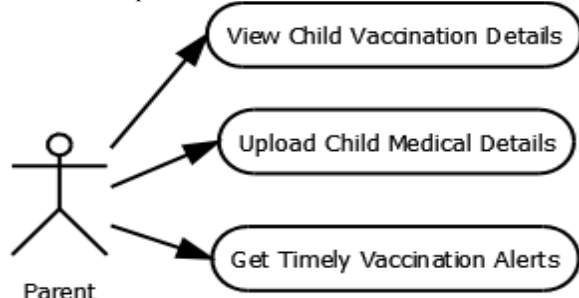 View Child Vaccination Details
Upload Child Medical Details
Get Timely Vaccination Alerts
Parent